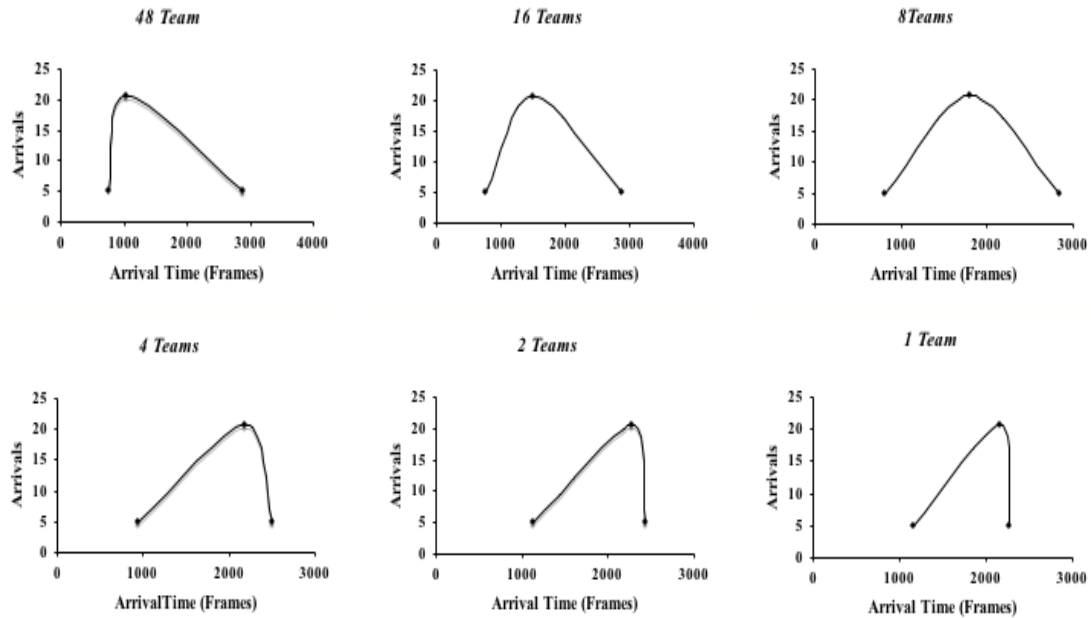 48 Team
25
20
15
10
5
0
Arrivals
0 1000 2000 3000 4000
Arrival Time (Frames)
16 Teams
25
20
15
10
5
0
Arrivals
0 1000 2000 3000 4000
Arrival Time (Frames)
8Teams
25
20
15
10
5
0
Arrivals
0 1000 2000 3000
Arrival Time (Frames)
4 Teams
25
20
15
10
5
0
Arrivals
0 1000 2000 3000
ArrivalTime (Frames)
2 Teams
25
20
15
10
5
0
Arrivals
0 1000 2000 3000
Arrival Time (Frames)
1 Team
25
20
15
10
5
0
Arrivals
0 1000 2000 3000
Arrival Time (Frames)